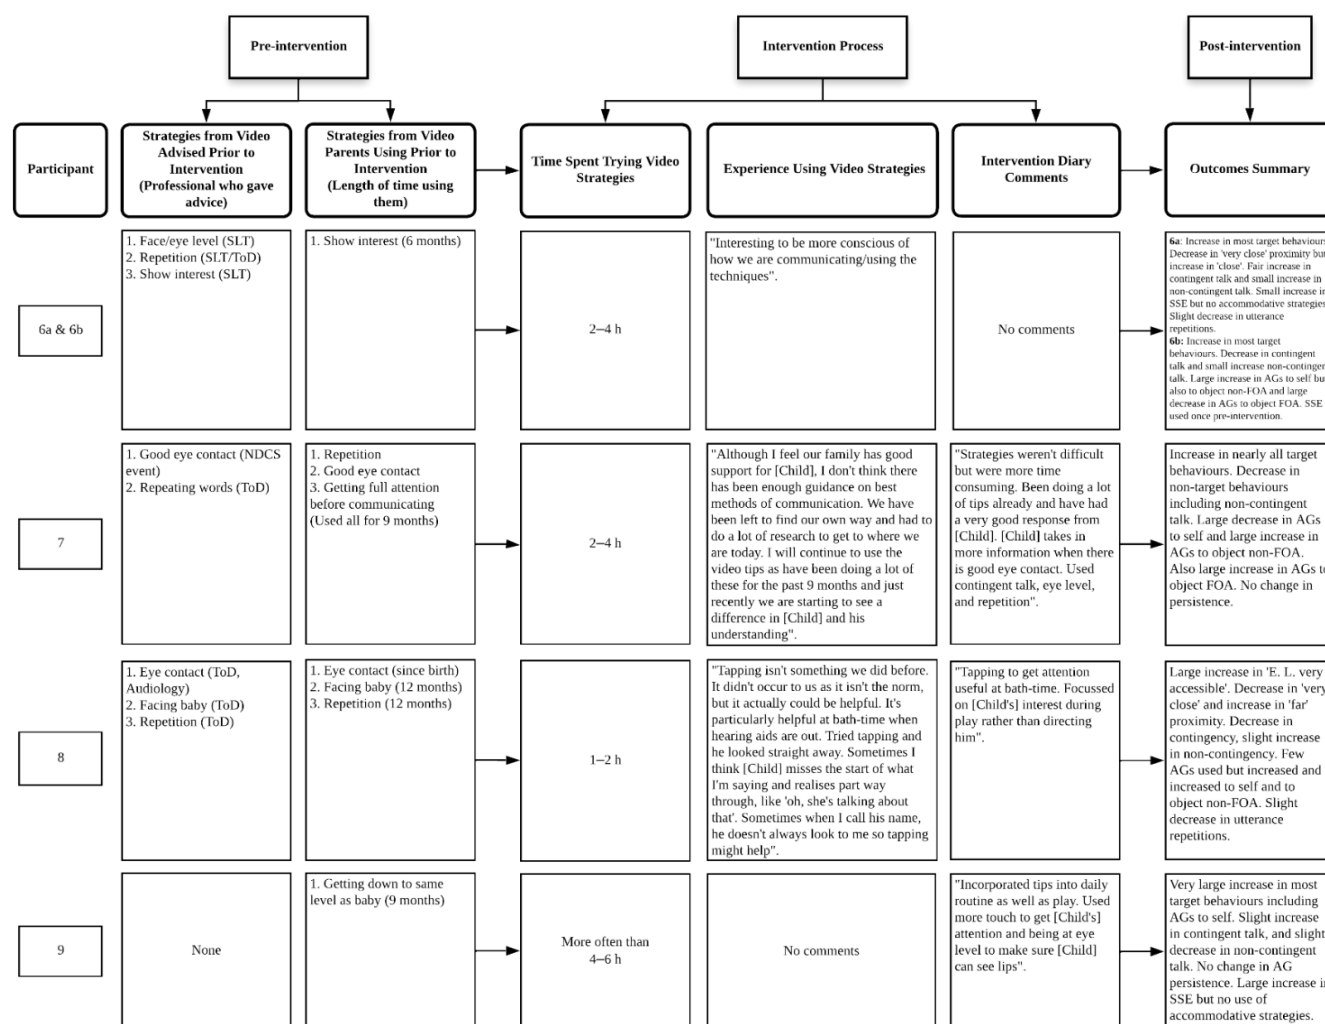 Pre-intervention
Intervention Process
Post-intervention
Participant
Strategies from Video
Advised Prior to
Intervention
(Professional who gave
advice)
Strategies from Video
Parents Using Prior to
Intervention
(Length of time using
them)
Time Spent Trying Video
Strategies
Experience Using Video Strategies
Intervention Diary
Comments
Outcomes Summary
6a & 6b
1. Face/eye level (SLT)
2. Repetition (SLT/ToD)
3. Show interest (SLT)
1. Show interest (6 months)
2–4 h
"Interesting to be more conscious of
how we are communicating/using the
techniques".
No comments
6a: Increase in most target behaviours
Decrease in 'very close' proximity but
increase in 'close'. Fair increase in
contingent talk and small increase in
non-contingent talk. Small increase in
SSE but no accommodative strategies
Slight decrease in utterance
repetitions.
6b: Increase in most target
behaviours. Decrease in contingent
talk and small increase non-contingen
talk. Large increase in AGs to self but
also to object non-FOA and large
decrease in AGs to object FOA. SSE
used once pre-intervention.
7
1. Good eye contact (NDCS
event)
2. Repeating words (ToD)
1. Repetition
2. Good eye contact
3. Getting full attention
before communicating
(Used all for 9 months)
2–4 h
"Although I feel our family has good
support for [Child], I don't think there
has been enough guidance on best
methods of communication. We have
been left to find our own way and had to
do a lot of research to get to where we
are today. I will continue to use the
video tips as have been doing a lot of
these for the past 9 months and just
recently we are starting to see a
difference in [Child] and his
understanding".
"Strategies weren't difficult
but were more time
consuming. Been doing a lot
of tips already and have had
a very good response from
[Child]. [Child] takes in
more information when there
is good eye contact. Used
contingent talk, eye level,
and repetition".
Increase in nearly all target
behaviours. Decrease in
non-target behaviours
including non-contingent
talk. Large decrease in AGs
to self and large increase in
AGs to object non-FOA.
Also large increase in AGs to
object FOA. No change in
persistence.
8
1. Eye contact (ToD,
Audiology)
2. Facing baby (ToD)
3. Repetition (ToD)
1. Eye contact (since birth)
2. Facing baby (12 months)
3. Repetition (12 months)
1–2 h
"Tapping isn't something we did before.
It didn't occur to us as it isn't the norm,
but it actually could be helpful. It's
particularly helpful at bath-time when
hearing aids are out. Tried tapping and
he looked straight away. Sometimes I
think [Child] misses the start of what
I'm saying and realises part way
through, like 'oh, she's talking about
that'. Sometimes when I call his name,
he doesn't always look to me so tapping
might help".
"Tapping to get attention
useful at bath-time. Focussed
on [Child's] interest during
play rather than directing
him".
Large increase in 'E. L. very
accessible'. Decrease in 'very
close' and increase in 'far'
proximity. Decrease in
contingency, slight increase
in non-contingency. Few
AGs used but increased and
increased to self and to
object non-FOA. Slight
decrease in utterance
repetitions.
9
None
1. Getting down to same
level as baby (9 months)
More often than
4–6 h
No comments
"Incorporated tips into daily
routine as well as play. Used
more touch to get [Child's]
attention and being at eye
level to make sure [Child]
can see lips".
Very large increase in most
target behaviours including
AGs to self. Slight increase
in contingent talk, and slight
decrease in non-contingent
talk. No change in AG
persistence. Large increase in
SSE but no use of
accommodative strategies.